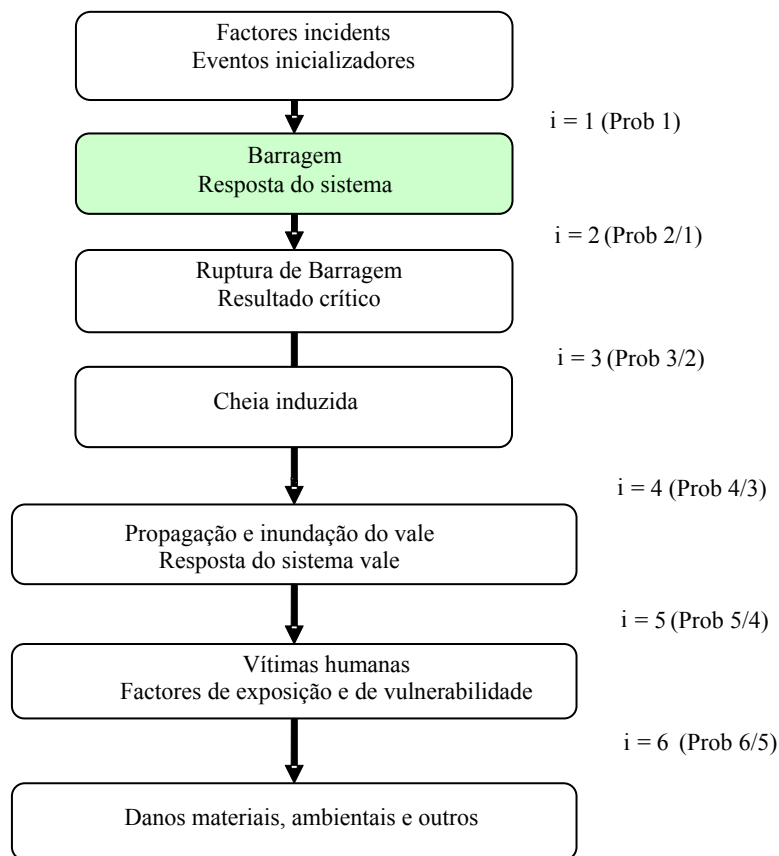 Factores incidents
Eventos inicializadores
i = 1 (Prob 1)
Barragem
Resposta do sistema
i = 2 (Prob 2/1)
Ruptura de Barragem
Resultado crítico
i = 3 (Prob 3/2)
Cheia induzida
i = 4 (Prob 4/3)
Propagação e inundação do vale
Resposta do sistema vale
i = 5 (Prob 5/4)
Vítimas humanas
Factores de exposição e de vulnerabilidade
i = 6 (Prob 6/5)
Danos materiais, ambientais e outros